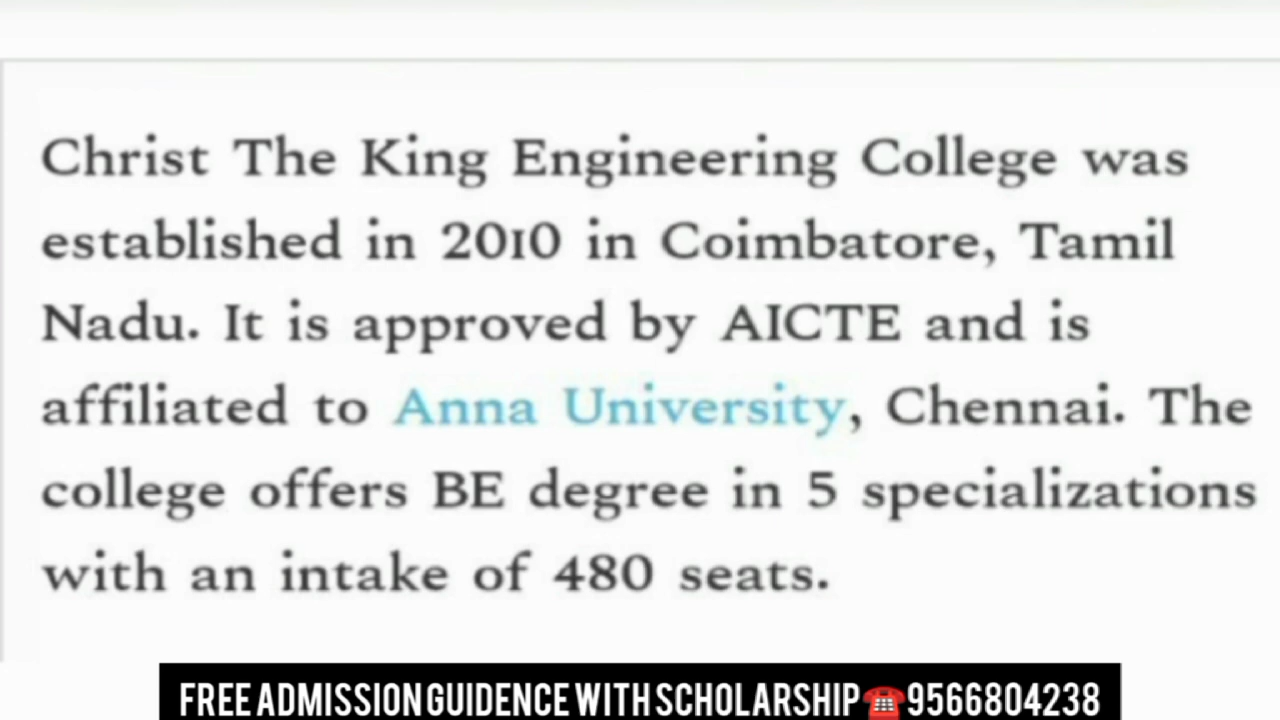 Christ The King Engineering College was
established in 2010 in Coimbatore, Tamil
Nadu. It is approved by AICTE and is
affiliated to Anna University, Chennai. The
college offers BE degree in 5 specializations
with an intake of 480 seats.
FREE ADMISSION GUIDENCE WITH SCHOLARSHIP☎️9566804238